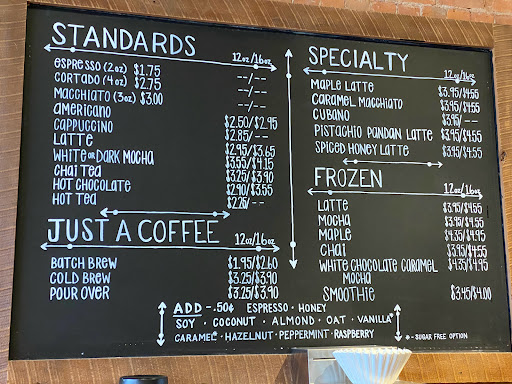 STANDARDS 12oz/16oz
ESPRESSO (2oz) $1.75 --/--
CORTADO (4oz) $2.75 --/--
MACCHIATO (3oz) $3.00 --/--
AMERICANO $2.50/$2.95
CAPPUCCINO $2.85/--
LATTE $2.95/$3.65
WHITE OR DARK MOCHA $3.55/$4.15
CHAI TEA $3.25/$3.90
HOT CHOCOLATE $2.90/$3.55
HOT TEA $2.25/--
JUST A COFFEE 12oz/16oz
BATCH BREW $1.95/$2.60
COLD BREW $3.25/$3.90
POUR OVER $3.25/$3.90
SPECIALTY 12oz/16oz
MAPLE LATTE $3.95/$4.55
CARAMEL MACCHIATO $3.95/$4.55
CUBANO $3.95/--
PISTACHIO PANDAN LATTE $3.95/$4.55
SPICED HONEY LATTE $3.95/$4.55
FROZEN 12oz/16oz
LATTE $3.95/$4.55
MOCHA $3.95/$4.55
MAPLE $4.35/$4.95
CHAI $3.95/$4.55
WHITE CHOCOLATE CARAMEL $4.35/$4.95
MOCHA
SMOOTHIE $3.45/$4.00
ADD -.50¢ ESPRESSO · HONEY
SOY · COCONUT · ALMOND · OAT · VANILLA*
CARAMEL* · HAZELNUT · PEPPERMINT · RASPBERRY
* - SUGAR FREE OPTION